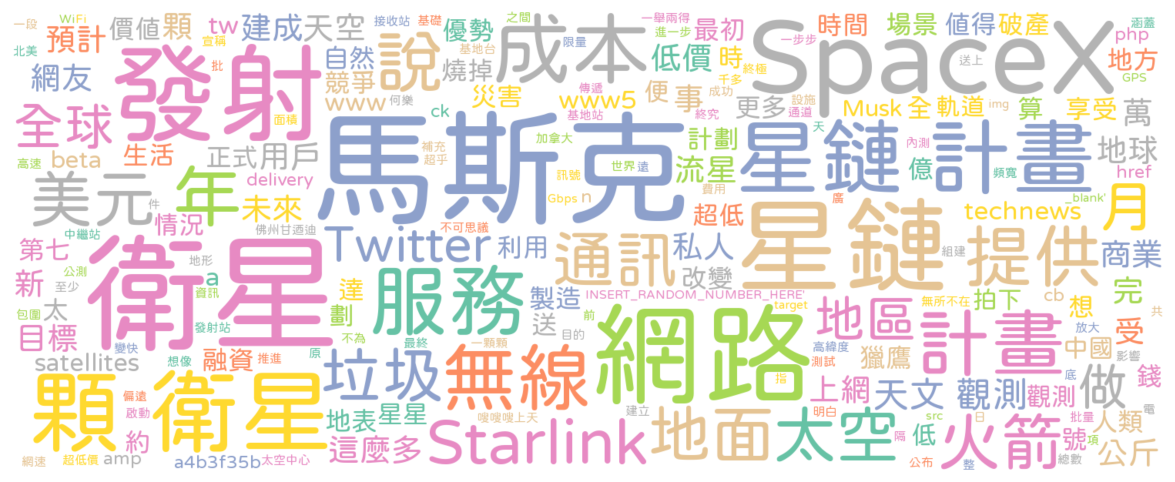 一段 WiFi 接收站 基礎 之間 一舉兩得 涵蓋
預計 價值 顆 tw 建成 天空 優勢 成本 SpaceX 最初 時間 場景 值得 破產 php
北美 宣稱 基地台 進一步 一步步
網友 發射 自然 說 低價 時 限量 終極 送上 地方
批 競爭 燒掉 千多 成功 GPS
全球 面積 www 何樂 災害 www5 傳遞 便 事 更多 設施 通道 Musk 全 軌道 img 算 享受 萬
ck 基地站 終究
高速 beta 生活 正式 用戶 馬斯克 補充 超乎 加拿大 世界 遠 計劃 流星 天 星鏈 計畫 內測 頻寬 億 地球
美元 年 delivery 訊號 費用 href
件 Gbps n 廣 _blank'
情況 未來 佛州甘迺迪 不可思議 超低 technews 月
中繼站 Twitter 利用 通訊 私人 星鏈 提供 商業
第七 衛星 地形 組建
公測 a 改變
新 至少 資訊 服務 達 製造 INSERT_RANDOM_NUMBER_HERE' cb 無所不在 拍下 想 完
包圍 太 發射站 劃 送 前 target 地區 計畫 共
目標 變快 不為 目的 網路 高緯度 放大 受
satellites 想像 融資 推進 原 最終 一顆顆 測試 獵鷹 中國 影響
顆 衛星 垃圾 無線 指 上網 天文 觀測 觀測 底 做 錢
偏遠 地表 星星 嗖嗖嗖上天 建立 明白 src 日 批量 電
啟動 約 這麼多 Starlink 地面 太空 隔 低 火箭 號 項 人類
網速 超低價 amp a4b3f35b 太空中心 公布 整 總數 公斤